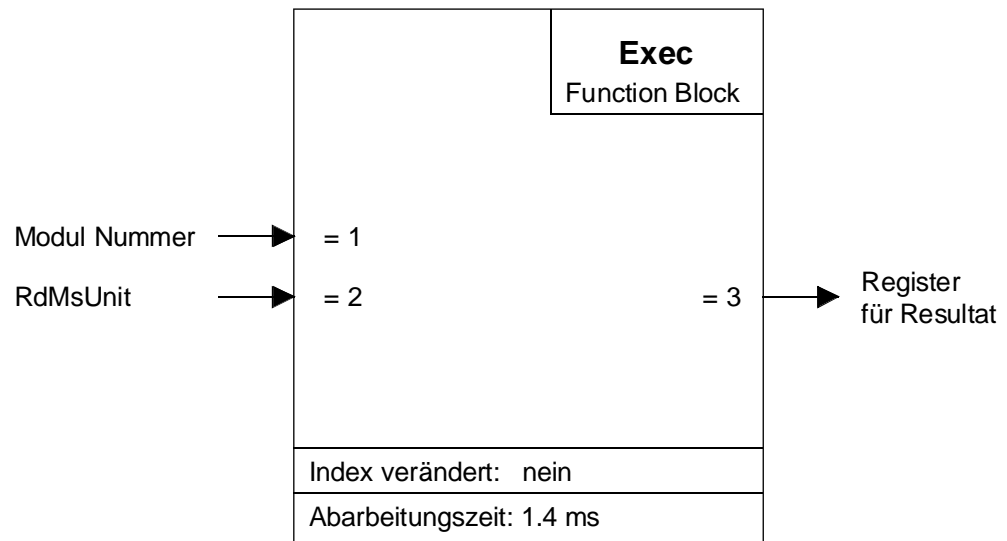 Exec
Function Block
Modul Nummer
= 1
RdMsUnit
= 2
= 3
Register
für Resultat
Index verändert: nein
Abarbeitungszeit: 1.4 ms